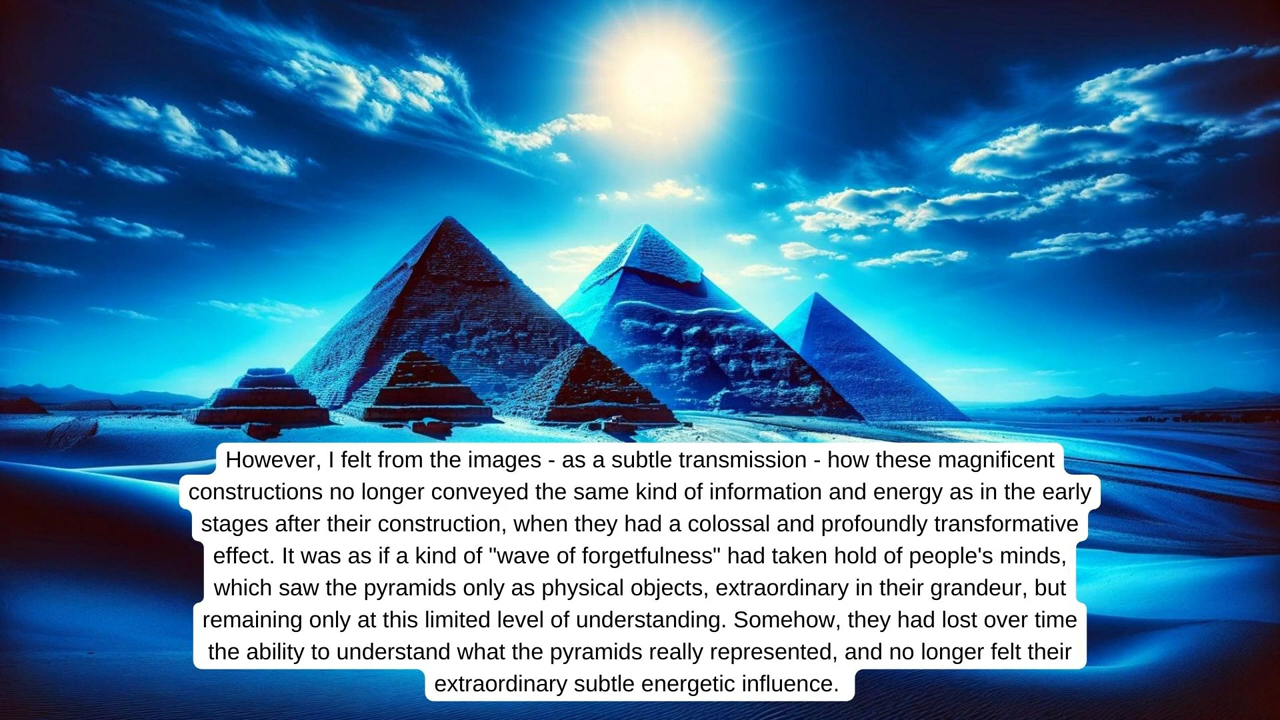 However, I felt from the images - as a subtle transmission - how these magnificent
constructions no longer conveyed the same kind of information and energy as in the early
stages after their construction, when they had a colossal and profoundly transformative
effect. It was as if a kind of "wave of forgetfulness" had taken hold of people's minds,
which saw the pyramids only as physical objects, extraordinary in their grandeur, but
remaining only at this limited level of understanding. Somehow, they had lost over time
the ability to understand what the pyramids really represented, and no longer felt their
extraordinary subtle energetic influence.